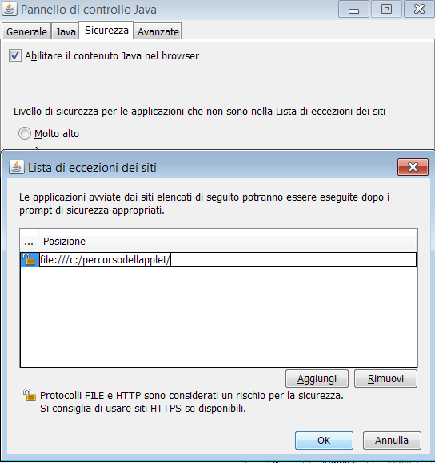 Pannello di controllo Java
Generale Java Sicurezza Avanzate
Abilitare il contenuto Java nel browser
Livello di sicurezza per le applicazioni che non sono nella Lista di eccezioni dei siti
Molto alto
Lista di eccezioni dei siti
Le applicazioni avviate dai siti elencati di seguito potranno essere eseguite dopo i
prompt di sicurezza appropriati.
... Posizione
file:///c:/percorsodellapplet/
Aggiungi Rimuovi
Protocolli FILE e HTTP sono considerati un rischio per la sicurezza.
Si consiglia di usare siti HTTPS se disponibili.
OK Annulla